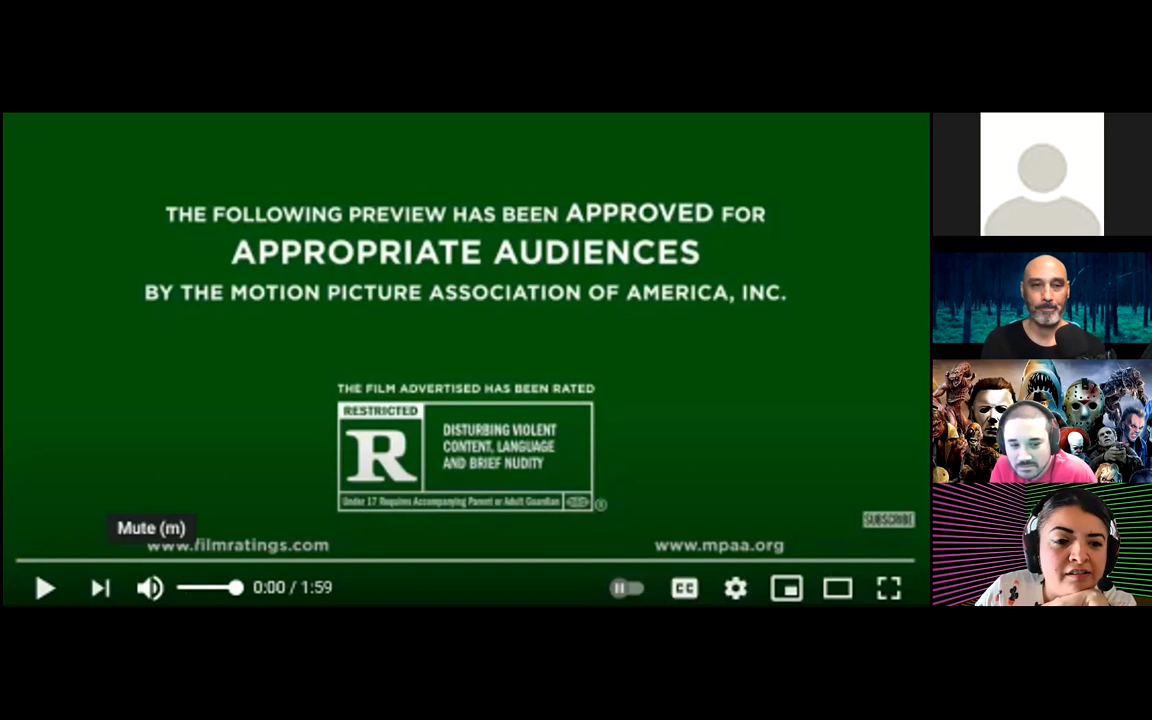 THE FOLLOWING PREVIEW HAS BEEN APPROVED FOR
APPROPRIATE AUDIENCES
BY THE MOTION PICTURE ASSOCIATION OF AMERICA, INC.
THE FILM ADVERTISED HAS BEEN RATED
RESTRICTED
R
DISTURBING VIOLENT
CONTENT, LANGUAGE
AND BRIEF NUDITY
Under 17 Requires Accompanying Parent or Adult Guardian
®
SUBSCRIBE
Mute (m)
www.filmratings.com
www.mpaa.org
0:00 / 1:59
CC